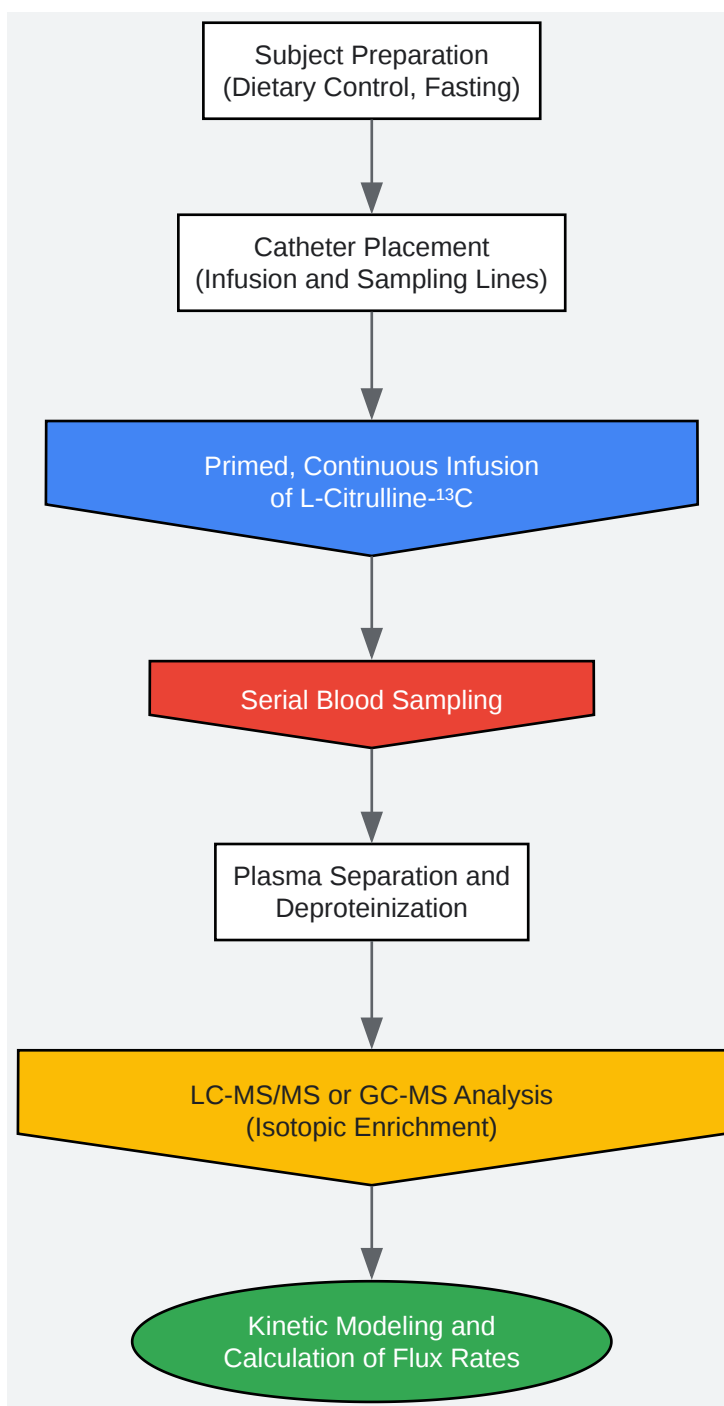 Subject Preparation
(Dietary Control, Fasting)
Catheter Placement
(Infusion and Sampling Lines)
Primed, Continuous Infusion
of L-Citrulline-¹³C
Serial Blood Sampling
Plasma Separation and
Deproteinization
LC-MS/MS or GC-MS Analysis
(Isotopic Enrichment)
Kinetic Modeling and
Calculation of Flux Rates